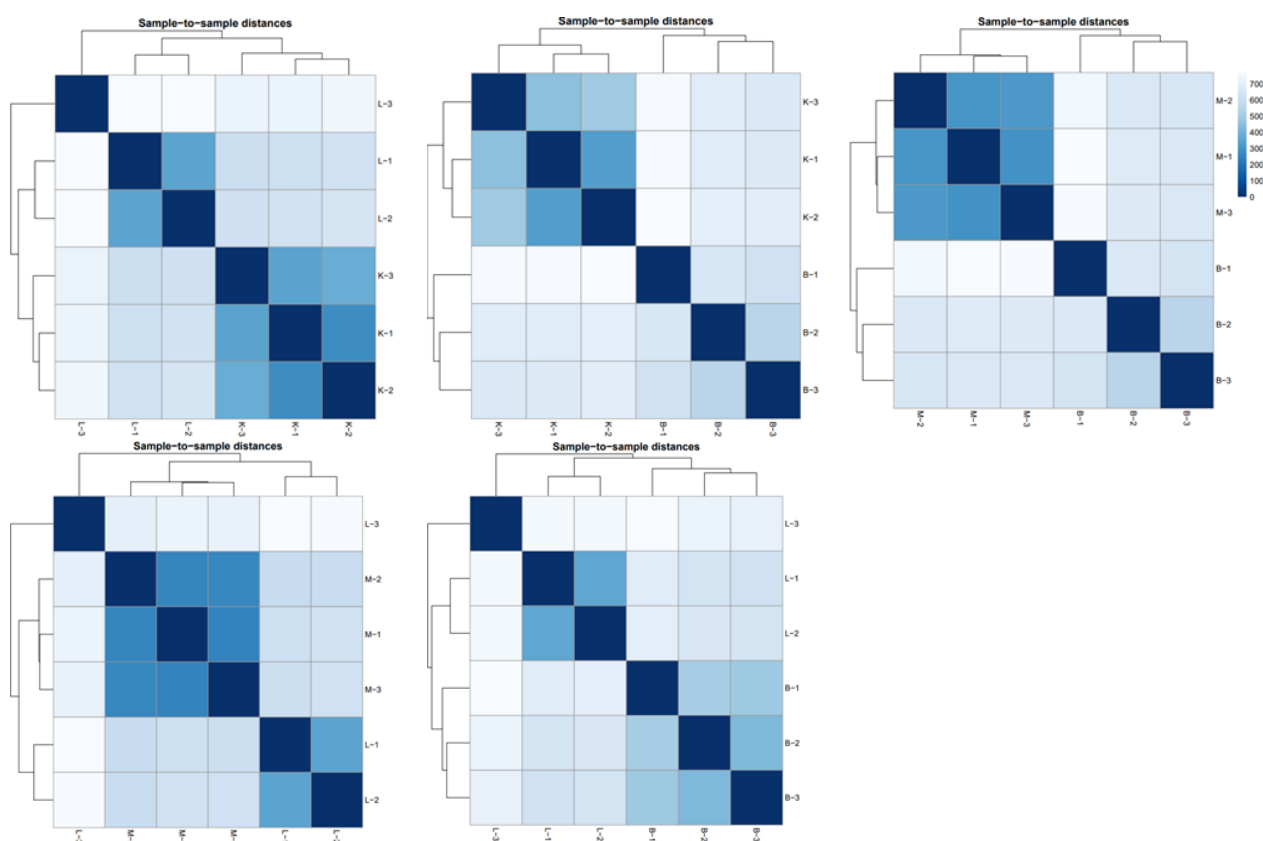 Sample-to-sample distances
L-3
L-1
L-2
K-3
K-1
K-2
L-3
L-1
L-2
K-3
K-1
K-2
Sample-to-sample distances
K-3
K-1
K-2
B-1
B-2
B-3
K-3
K-1
K-2
B-1
B-2
B-3
Sample-to-sample distances
M-2
M-1
M-3
B-1
B-2
B-3
M-2
M-1
M-3
B-1
B-2
B-3
700
600
500
400
300
200
100
0
Sample-to-sample distances
L-3
M-2
M-1
M-3
L-1
L-2
M-
M-
M-
Sample-to-sample distances
L-3
L-1
L-2
B-1
B-2
B-3
L-3
L-1
L-2
B-1
B-2
B-3